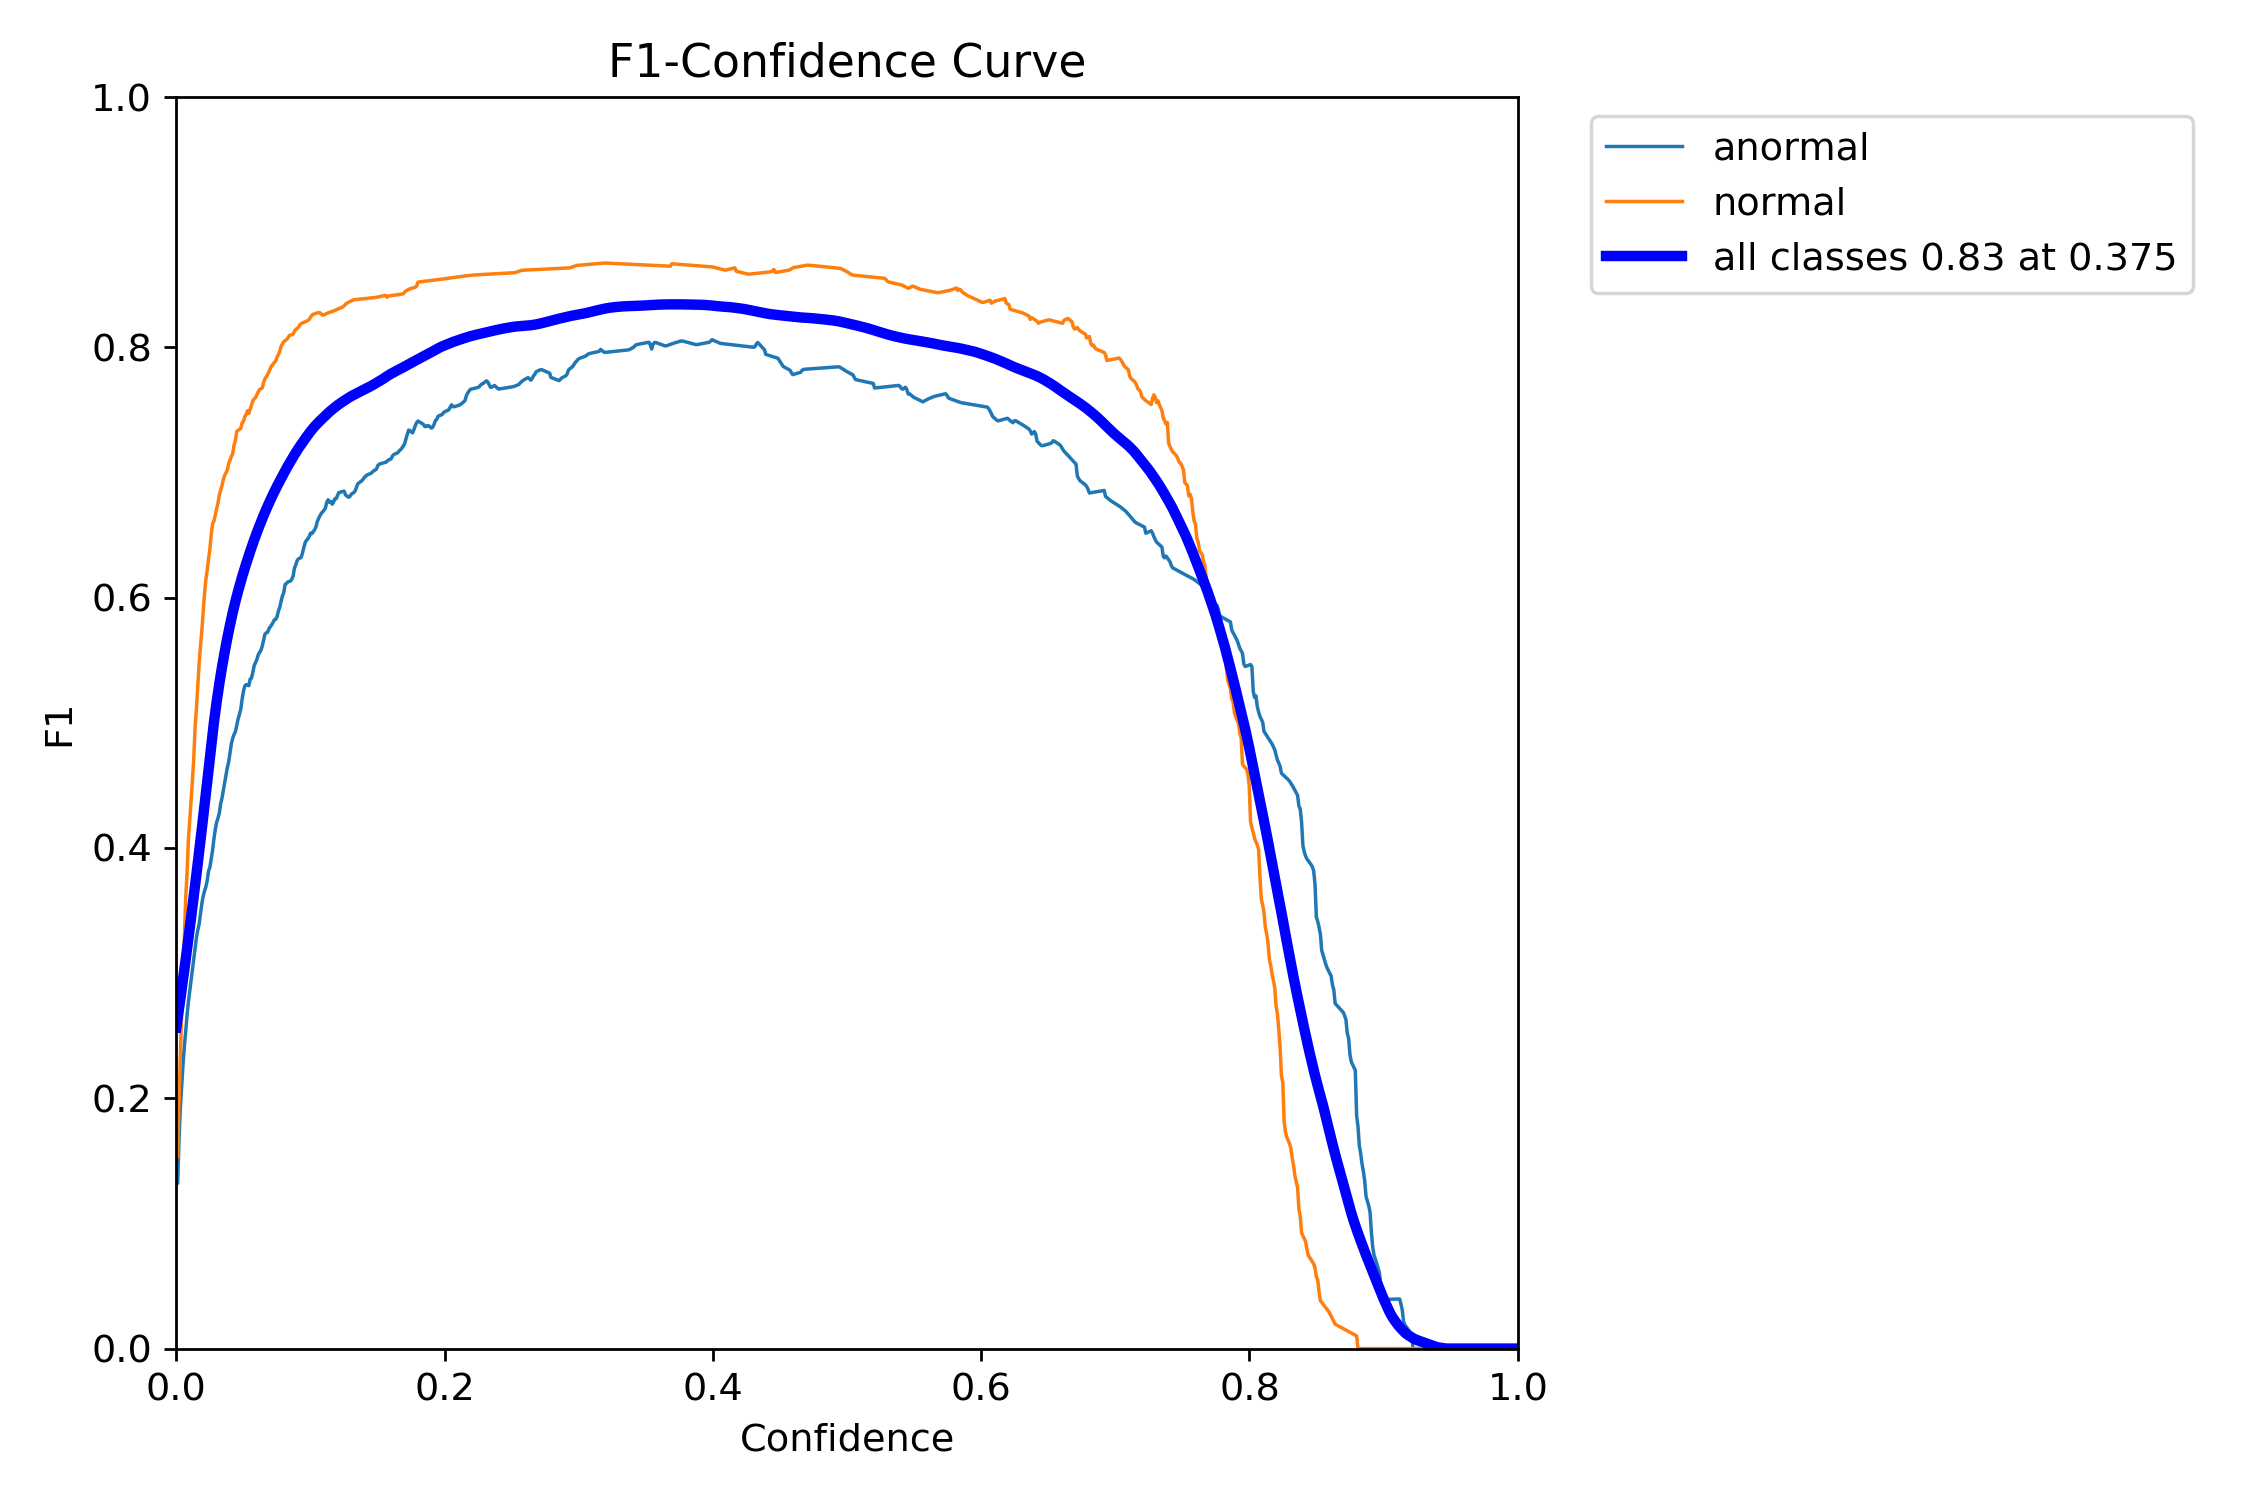 F1-Confidence Curve
1.0
0.8
0.6
0.4
0.2
0.0
F1
0.0 0.2 0.4 0.6 0.8 1.0
Confidence
anormal
normal
all classes 0.83 at 0.375